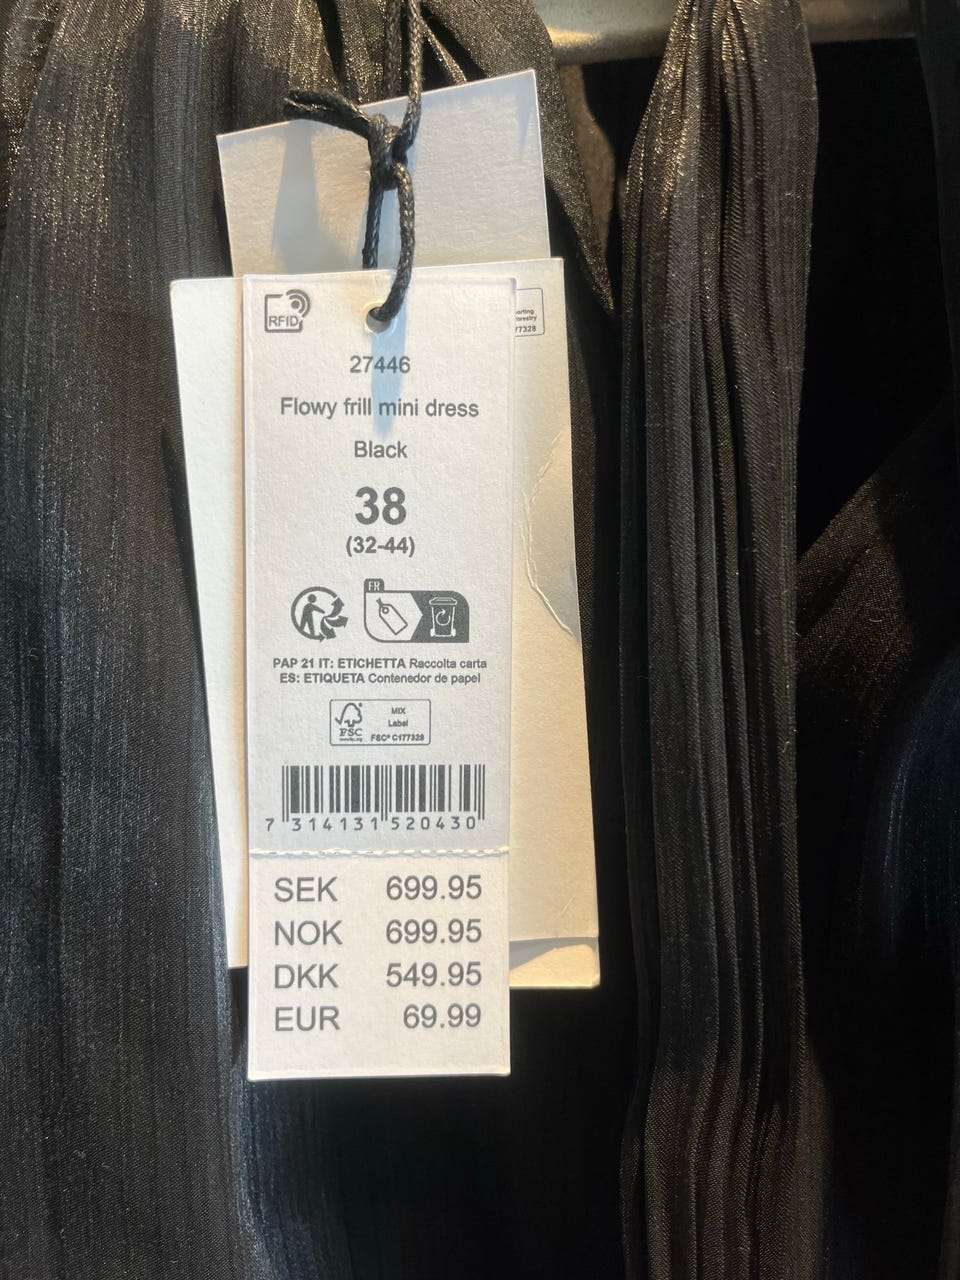 RFID
27446
Flowy frill mini dress
Black
38
(32-44)
FR
PAP 21 IT: ETICHETTA Raccolta carta
ES: ETIQUETA Contenedor de papel
FSC
MIX
Label
FSC® C177328
7 314131 520430
SEK 699.95
NOK 699.95
DKK 549.95
EUR 69.99